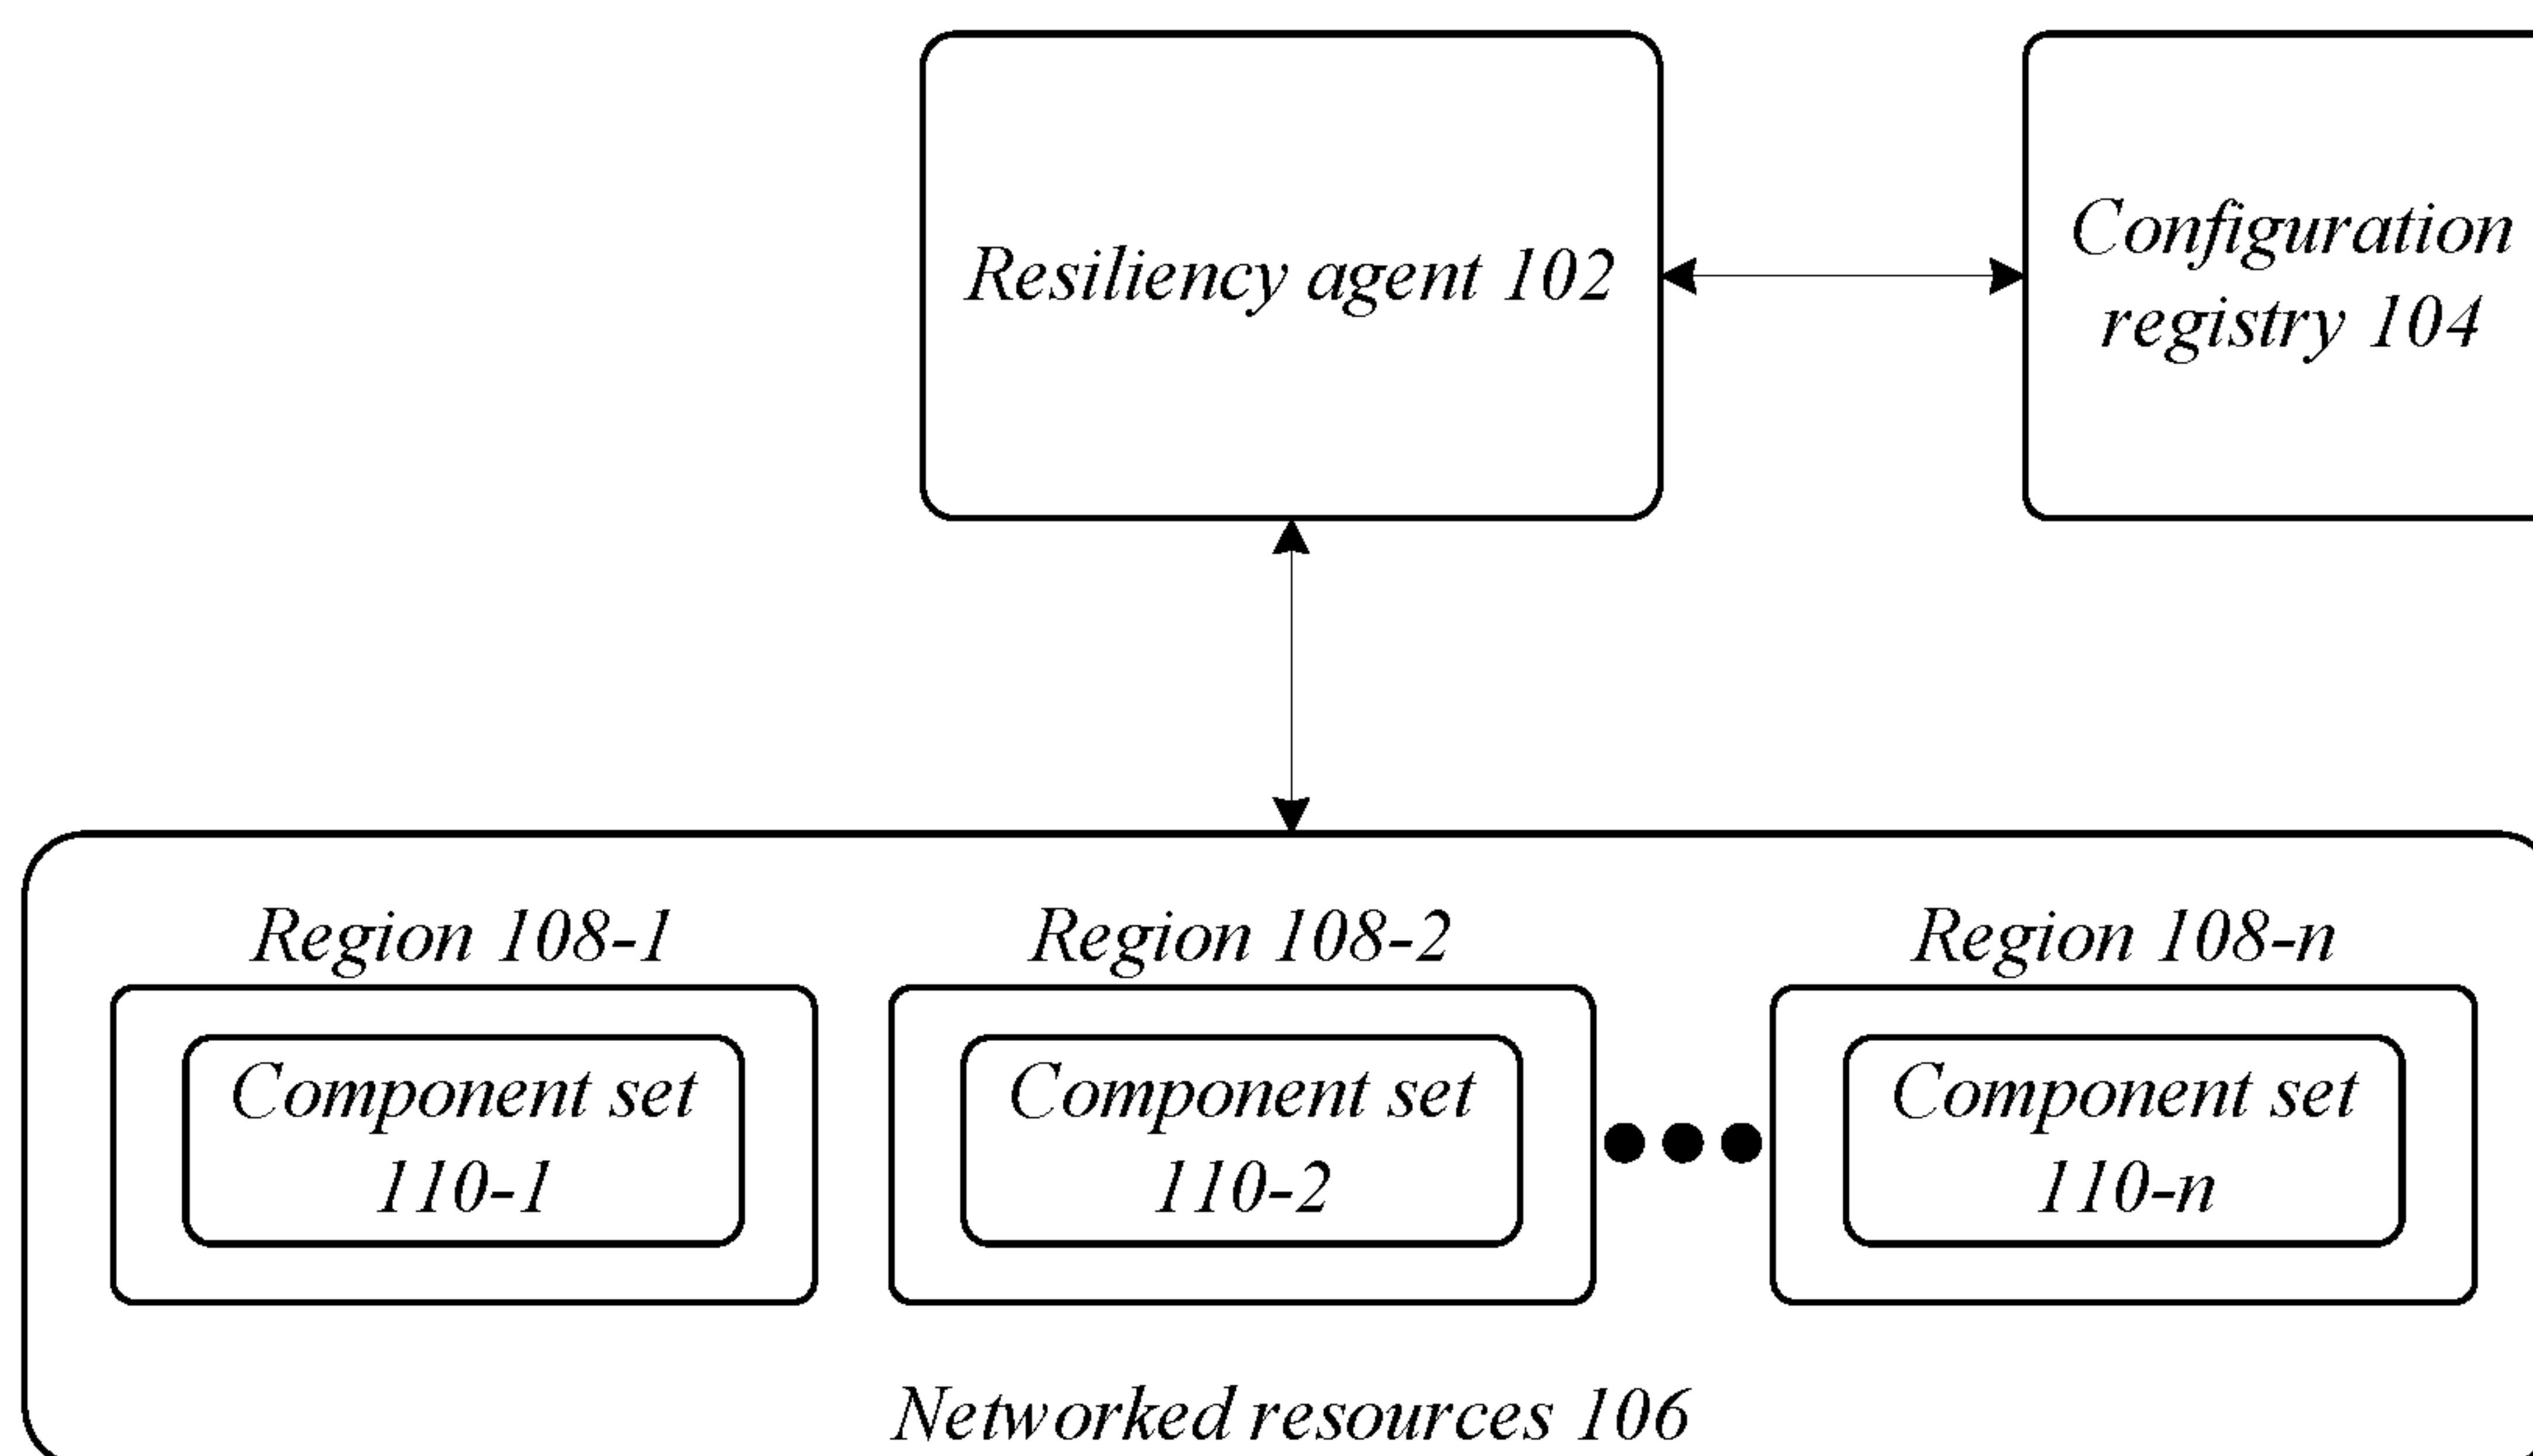 Resiliency agent 102
Configuration
registry 104
Region 108-1
Region 108-2
Region 108-n
Component set
110-1
Component set
110-2
Component set
110-n
Networked resources 106